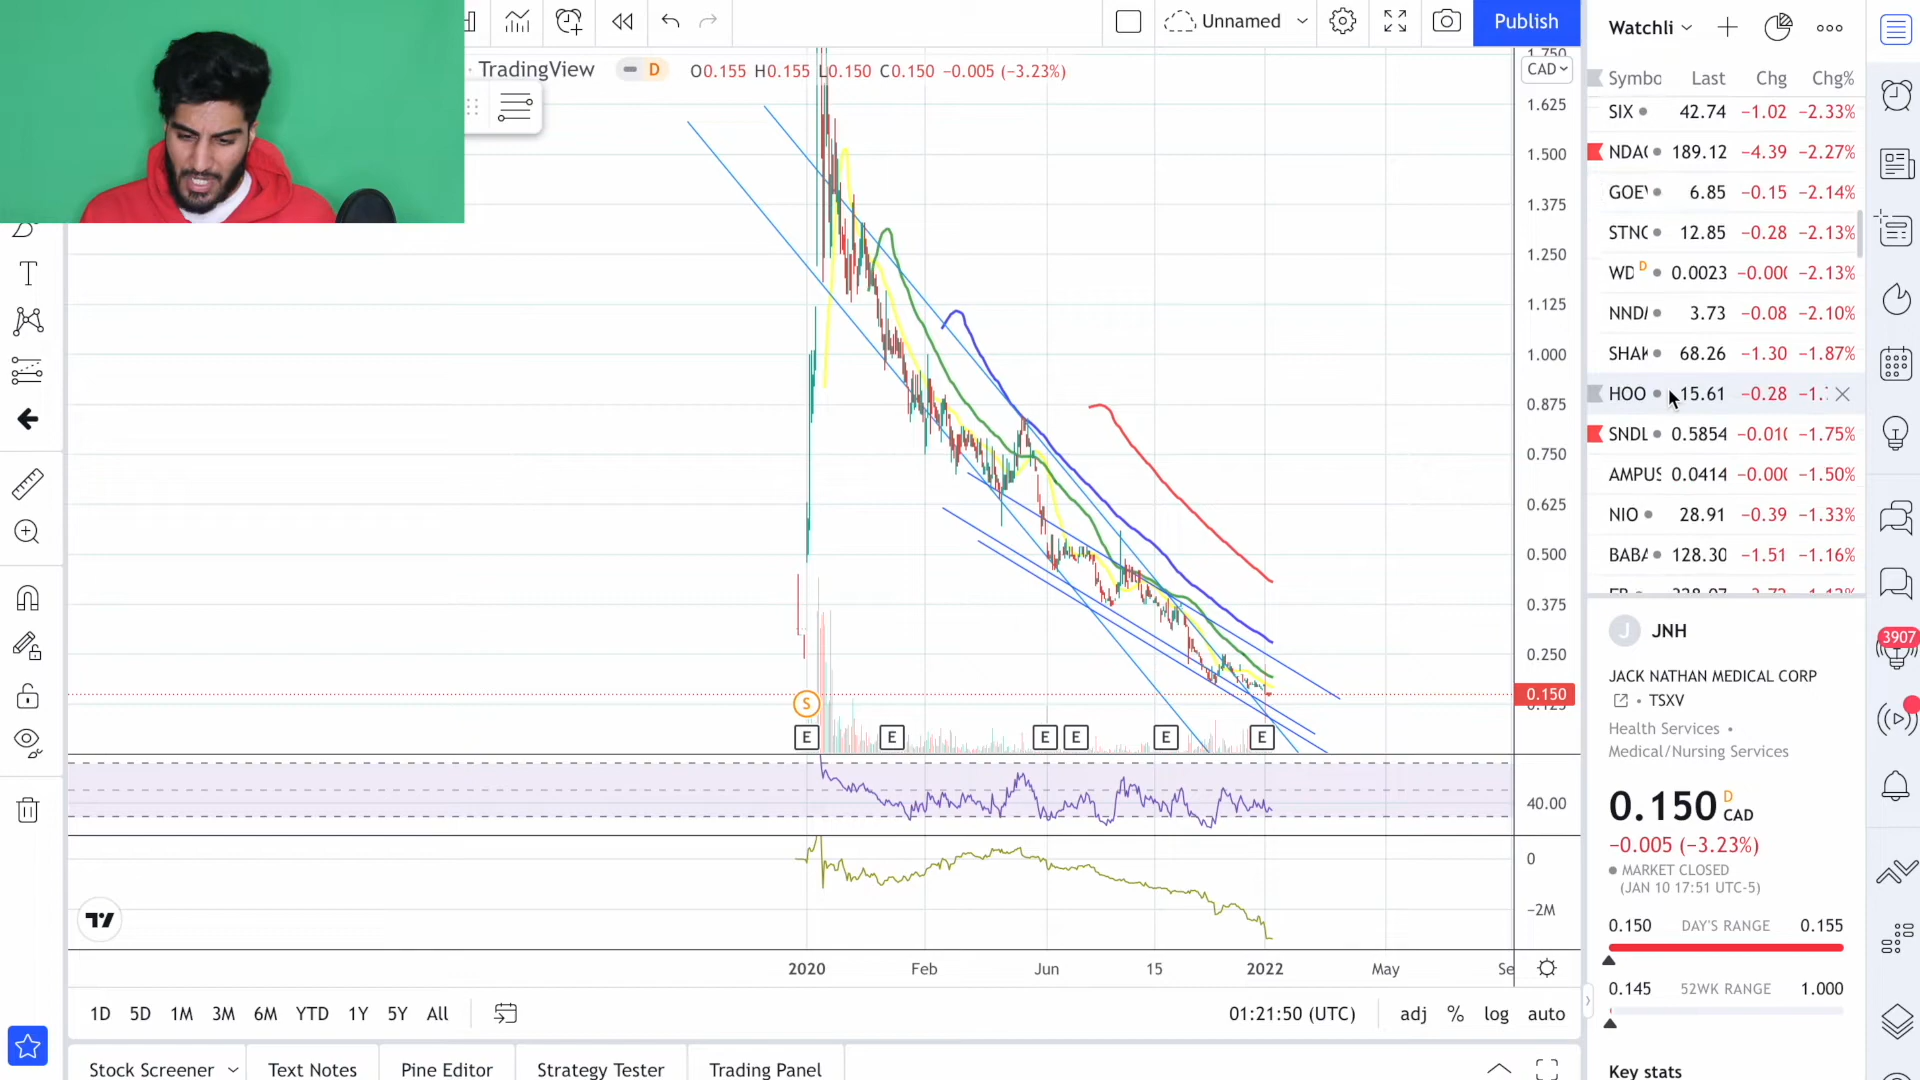 Unnamed
Publish
Watchli
TradingView
D
O0.155 H0.155 L0.150 C0.150 −0.005 (−3.23%)
CAD
Symbo Last Chg Chg%
SIX 42.74 −1.02 −2.33%
NDA 189.12 −4.39 −2.27%
GOE 6.85 −0.15 −2.14%
STN 12.85 −0.28 −2.13%
WD D 0.0023 −0.00 −2.13%
NND 3.73 −0.08 −2.10%
SHAK 68.26 −1.30 −1.87%
HOO 15.61 −0.28 −1.
SNDL 0.5854 −0.01 −1.75%
AMPUS 0.0414 −0.00 −1.50%
NIO 28.91 −0.39 −1.33%
BABA 128.30 −1.51 −1.16%
1.750
1.625
1.500
1.375
1.250
1.125
1.000
0.875
0.750
0.625
0.500
0.375
0.250
0.150
0.125
S
E E E E E E
40.00
0
−2M
2020 Feb Jun 15 2022 May Se
1D 5D 1M 3M 6M YTD 1Y 5Y All
01:21:50 (UTC) adj % log auto
Stock Screener Text Notes Pine Editor Strategy Tester Trading Panel
J JNH
JACK NATHAN MEDICAL CORP
• TSXV
Health Services •
Medical/Nursing Services
0.150 D CAD
−0.005 (−3.23%)
MARKET CLOSED
(JAN 10 17:51 UTC-5)
0.150 DAY'S RANGE 0.155
0.145 52WK RANGE 1.000
Key stats
3907